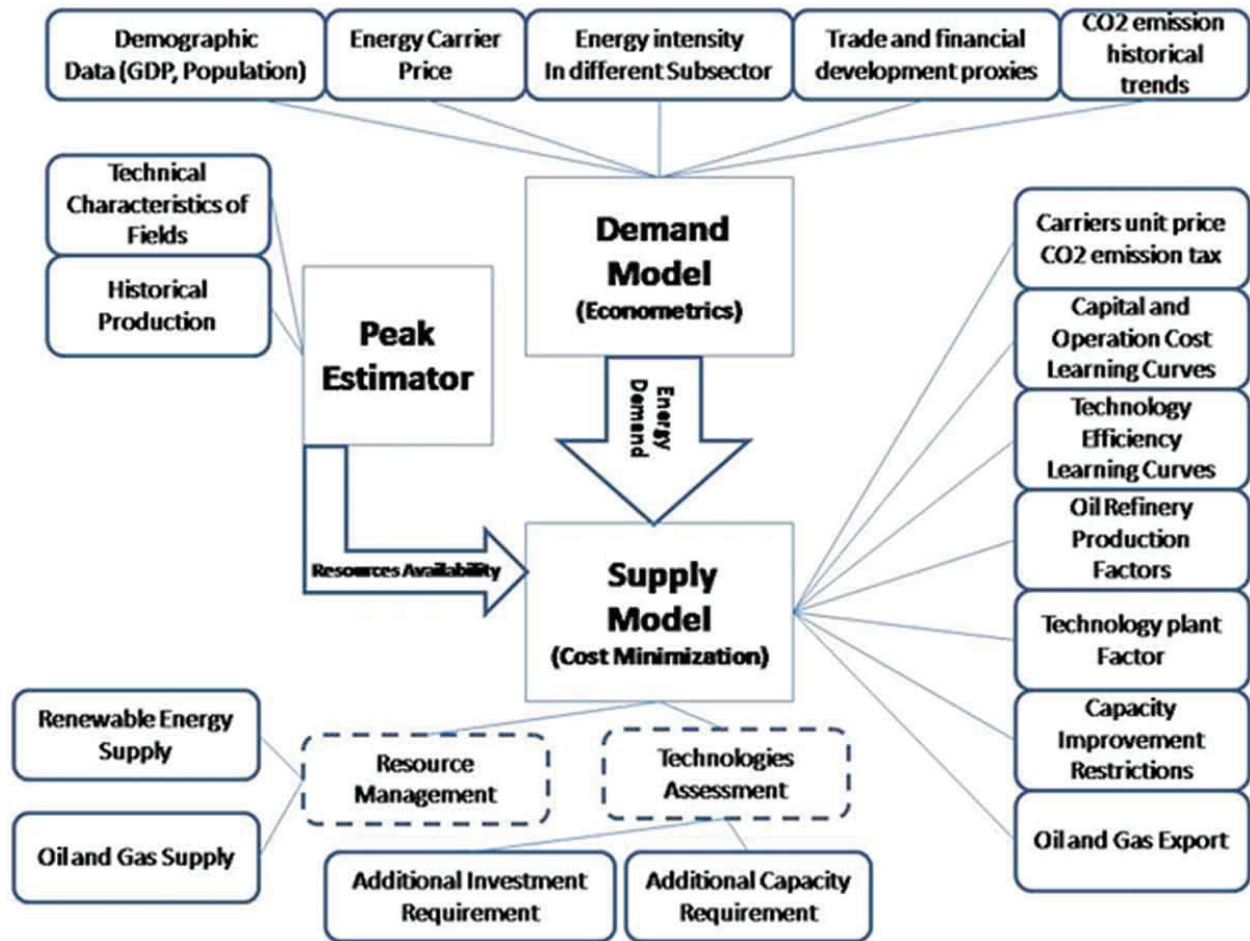 Demographic
Data (GDP, Population)
Energy Carrier
Price
Energy intensity
In different Subsector
Trade and financial
development proxies
CO2 emission
historical
trends
Technical
Characteristics of
Fields
Historical
Production
Peak
Estimator
Demand
Model
(Econometrics)
Energy
Demand
Resources Availability
Supply
Model
(Cost Minimization)
Carriers unit price
CO2 emission tax
Capital and
Operation Cost
Learning Curves
Technology
Efficiency
Learning Curves
Oil Refinery
Production
Factors
Technology plant
Factor
Capacity
Improvement
Restrictions
Oil and Gas Export
Renewable Energy
Supply
Oil and Gas Supply
Resource
Management
Technologies
Assessment
Additional Investment
Requirement
Additional Capacity
Requirement